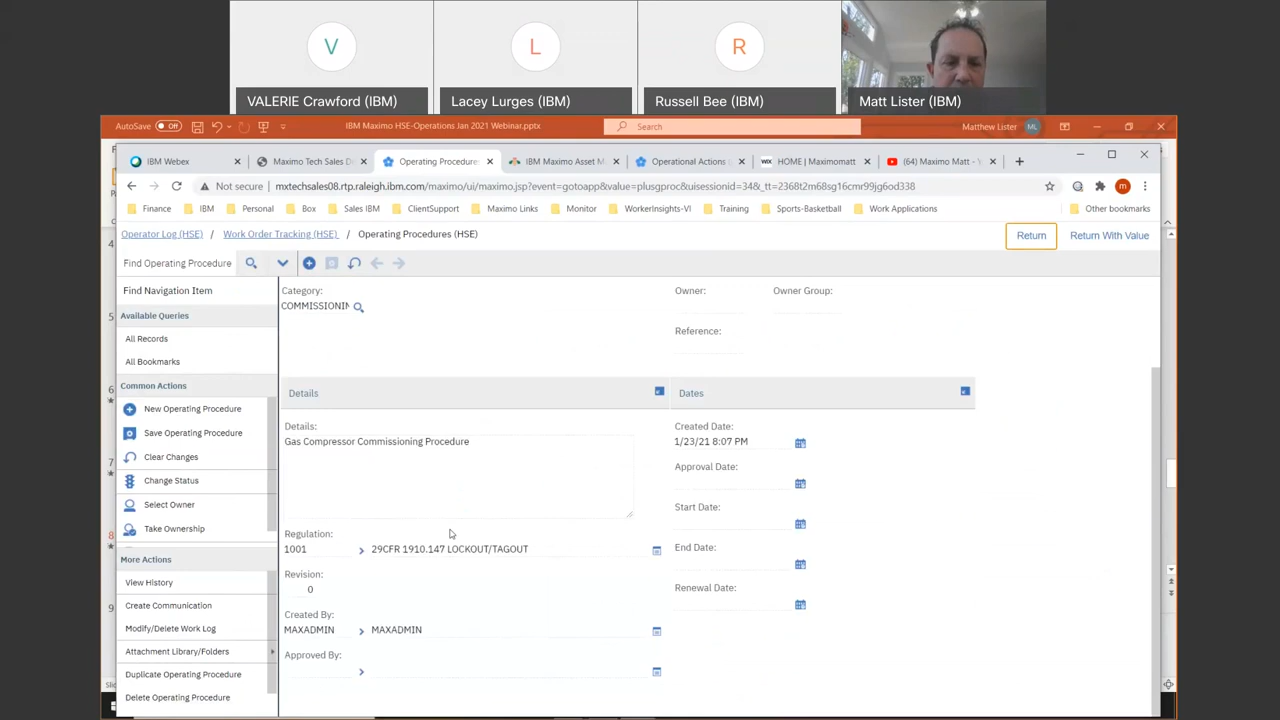 V
L
R
VALERIE Crawford (IBM)
Lacey Lurges (IBM)
Russell Bee (IBM)
Matt Lister (IBM)
AutoSave Off
IBM Maximo HSE-Operations Jan 2021 Webinar.pptx
Search
Matthew Lister
ML
IBM Webex
Maximo Tech Sales D
Operating Procedure
IBM Maximo Asset M
Operational Actions
HOME | Maximomatt
(64) Maximo Matt -
Not secure
mxtechsales08.rtp.raleigh.ibm.com/maximo/ui/maximo.jsp?event=gotoapp&value=plusgproc&uisessionid=34&_tt=2368t2m68sg16cmr99jg6od338
m
Finance
IBM
Personal
Box
Sales IBM
ClientSupport
Maximo Links
Monitor
WorkerInsights-VI
Training
Sports-Basketball
Work Applications
Other bookmarks
Operator Log (HSE) / Work Order Tracking (HSE) / Operating Procedures (HSE)
Return
Return With Value
Find Operating Procedure
Find Navigation Item
Available Queries
All Records
All Bookmarks
Common Actions
New Operating Procedure
Save Operating Procedure
Clear Changes
Change Status
Select Owner
Take Ownership
More Actions
View History
Create Communication
Modify/Delete Work Log
Attachment Library/Folders
Duplicate Operating Procedure
Delete Operating Procedure
Category:
COMMISSIONIN
Owner:
Owner Group:
Reference:
Details
Details:
Gas Compressor Commissioning Procedure
Regulation:
1001
29CFR 1910.147 LOCKOUT/TAGOUT
Revision:
0
Created By:
MAXADMIN
MAXADMIN
Approved By:
Dates
Created Date:
1/23/21 8:07 PM
Approval Date:
Start Date:
End Date:
Renewal Date:
4
5
6
7
8
9